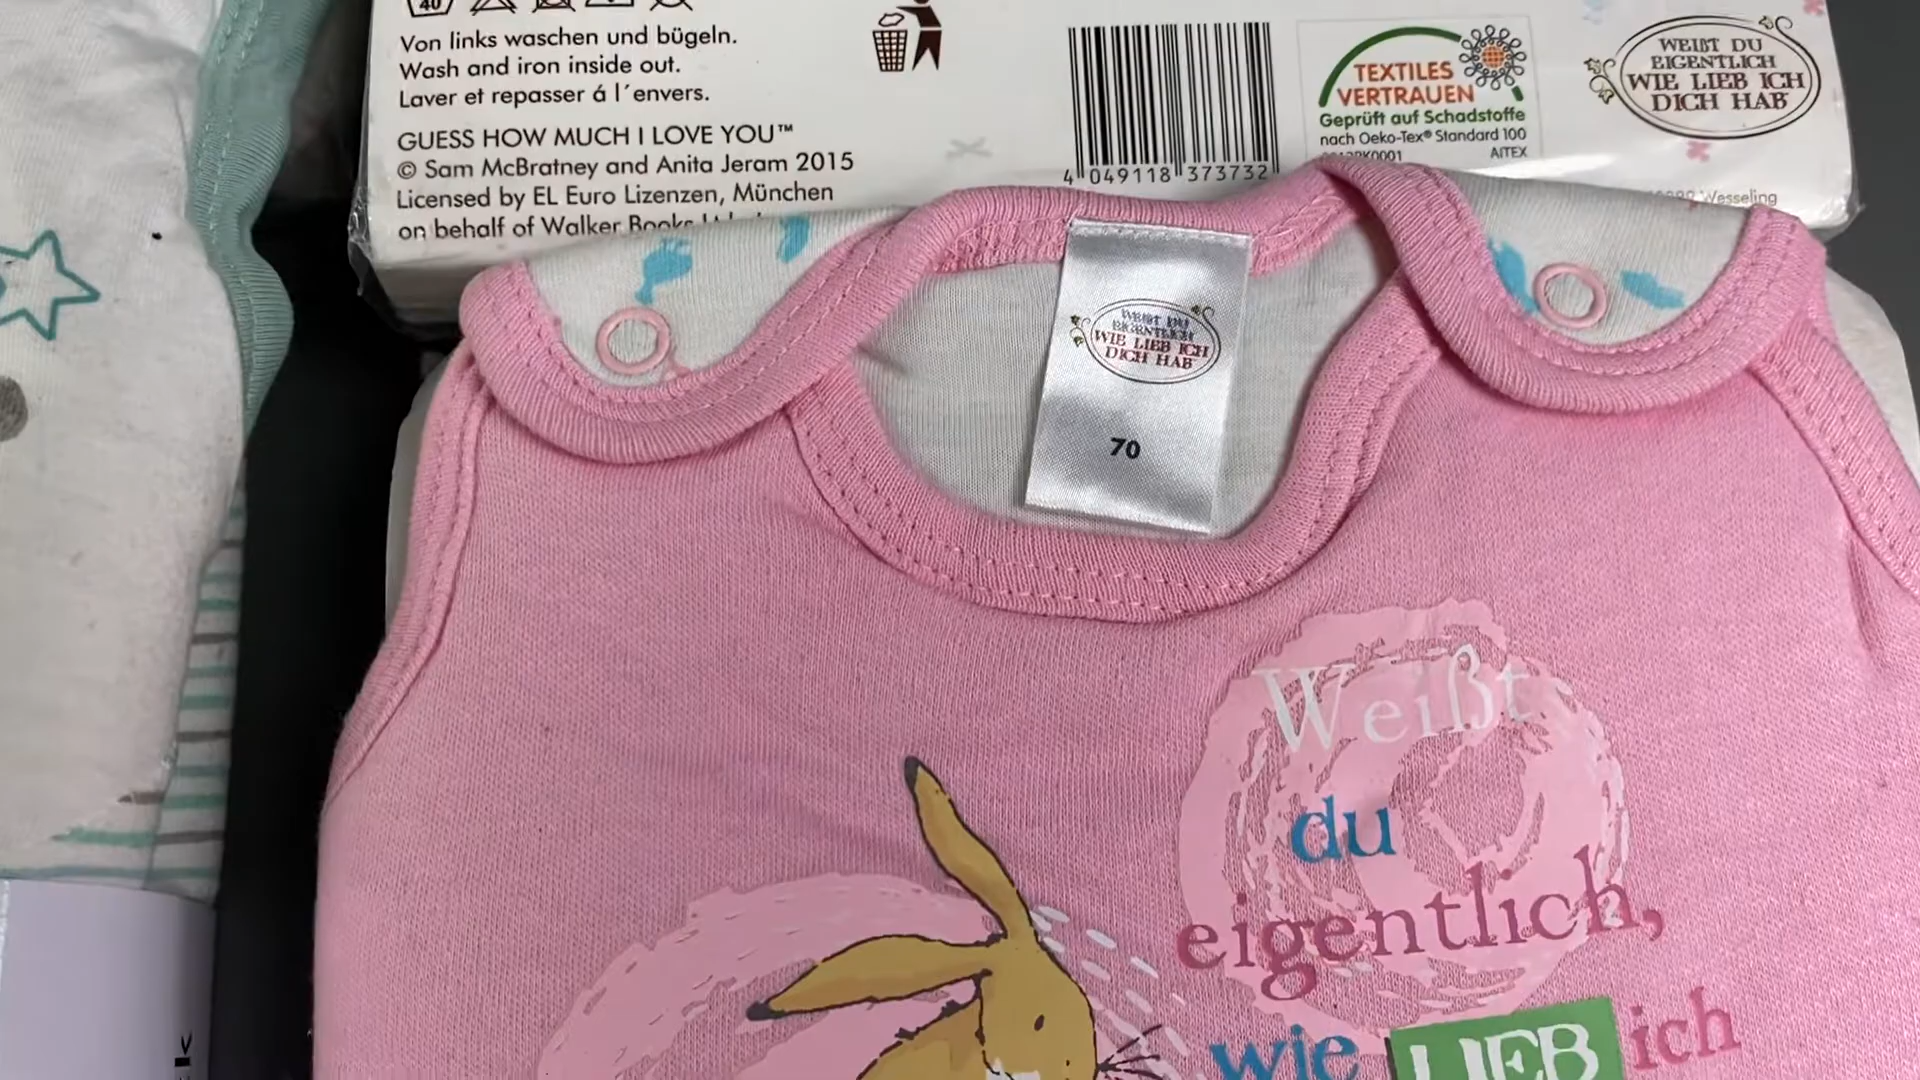 40
Von links waschen und bügeln.
Wash and iron inside out.
Laver et repasser á l´envers.
GUESS HOW MUCH I LOVE YOU™
© Sam McBratney and Anita Jeram 2015
Licensed by EL Euro Lizenzen, München
on behalf of Walker Books
4 049118 373732
TEXTILES
VERTRAUEN
Geprüft auf Schadstoffe
nach Oeko-Tex® Standard 100
AITEX
WEIßT DU
EIGENTLICH
WIE LIEB ICH
DICH HAB
Wesseling
WEIßT DU
EIGENTLICH
WIE LIEB ICH
DICH HAB
70
Weißt
du
eigentlich,
wie LIEB ich